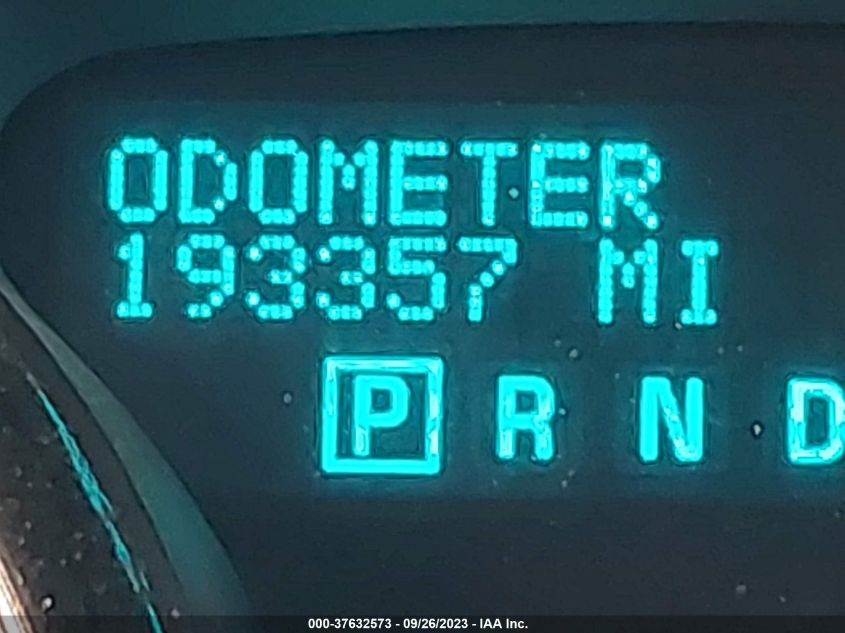 ODOMETER
193357 MI
P R N D
000-37632573 - 09/26/2023 - IAA Inc.